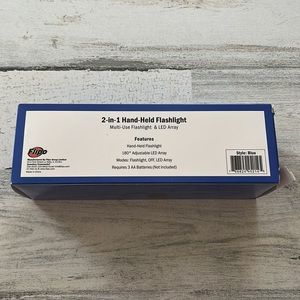 2-in-1 Hand-Held Flashlight
Multi-Use Flashlight & LED Array
Features
Hand-Held Flashlight
180° Adjustable LED Array
Modes: Flashlight, OFF, LED Array
Requires 3 AA Batteries (Not Included)
Flipo
Style: Blue